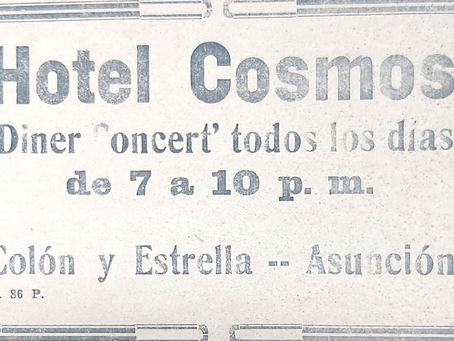 Hotel Cosmos
Diner oncert' todos los días
de 7 a 10 p. m.
Colón y Estrella -- Asunción
. 86 P.